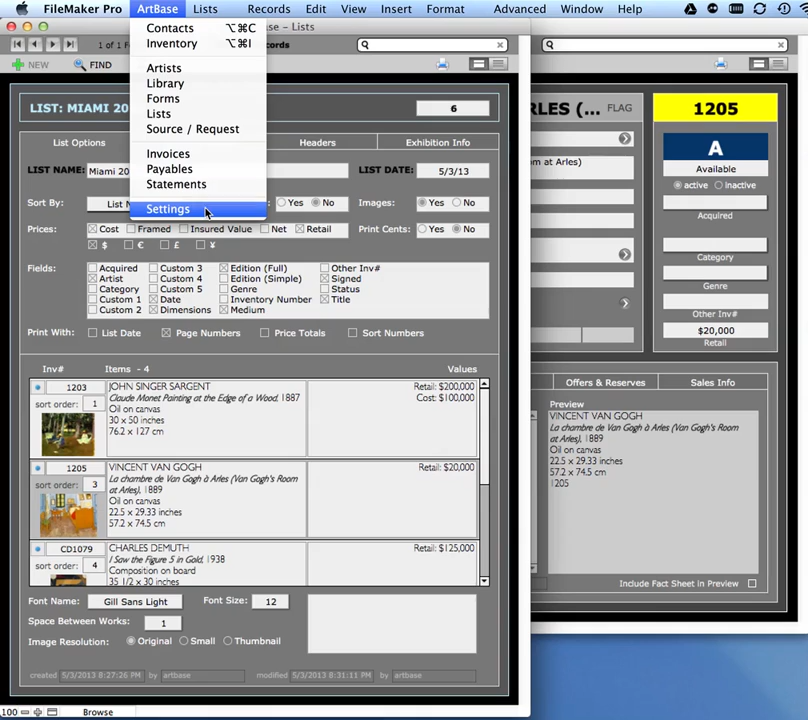 FileMaker Pro ArtBase Lists Records Edit View Insert Format Advanced Window Help
Contacts ⌥⌘C
Inventory ⌥⌘I
Artists
Library
Forms
Lists
Source / Request
Invoices
Payables
Statements
Settings
se – Lists
1 of 1 F
cords
NEW FIND
LIST: MIAMI 20
6
List Options Headers Exhibition Info
LIST NAME: Miami 20 LIST DATE: 5/3/13
Sort By: List N : Yes No Images: Yes No
Prices: Cost Framed Insured Value Net Retail Print Cents: Yes No
$ € £ ¥
Fields: Acquired Custom 3 Edition (Full) Other Inv#
Artist Custom 4 Edition (Simple) Signed
Category Custom 5 Genre Status
Custom 1 Date Inventory Number Title
Custom 2 Dimensions Medium
Print With: List Date Page Numbers Price Totals Sort Numbers
Inv# Items - 4 Values
1203 JOHN SINGER SARGENT Retail: $200,000
sort order: 1 Claude Monet Painting at the Edge of a Wood, 1887 Cost: $100,000
Oil on canvas
30 x 50 inches
76.2 x 127 cm
1205 VINCENT VAN GOGH Retail: $20,000
sort order: 3 La chambre de Van Gogh à Arles (Van Gogh's Room
at Arles), 1889
Oil on canvas
22.5 x 29.33 inches
57.2 x 74.5 cm
CD1079 CHARLES DEMUTH Retail: $125,000
sort order: 4 I Saw the Figure 5 in Gold, 1938
Composition on board
35 1/2 x 30 inches
Font Name: Gill Sans Light Font Size: 12
Space Between Works: 1
Image Resolution: Original Small Thumbnail
created 5/3/2013 8:27:26 PM by artbase modified 5/3/2013 8:31:11 PM by artbase
100 Browse
RLES (... FLAG 1205
om at Arles)
A
Available
active inactive
Acquired
Category
Genre
Other Inv#
$20,000
Retail
Offers & Reserves Sales Info
Preview
VINCENT VAN GOGH
La chambre de Van Gogh à Arles (Van Gogh's Room
at Arles), 1889
Oil on canvas
22.5 x 29.33 inches
57.2 x 74.5 cm
1205
Include Fact Sheet in Preview